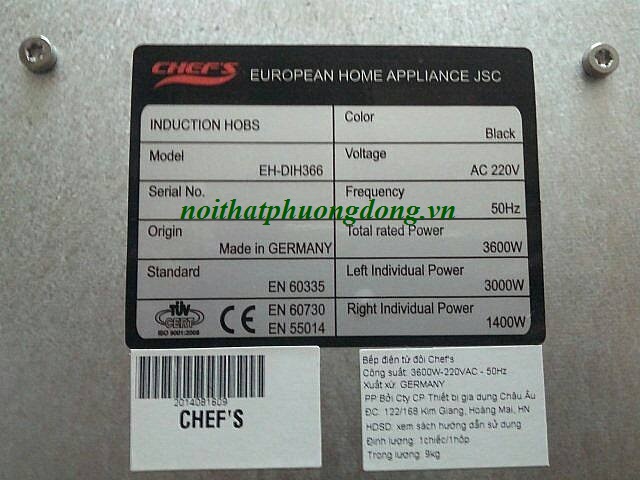 CHEF'S EUROPEAN HOME APPLIANCE JSC
INDUCTION HOBS
Color
Black
Model
EH-DIH366
Voltage
AC 220V
Serial No.
Frequency
50Hz
noithatphuongdong.vn
Origin
Made in GERMANY
Total rated Power
3600W
Standard
EN 60335
Left Individual Power
3000W
TÜV
CERT
ISO 9001:2008
CE
EN 60730
EN 55014
Right Individual Power
1400W
2014081609
CHEF'S
Bếp điện từ đôi Chef's
Công suất: 3600W-220VAC - 50Hz
Xuất xứ: GERMANY
PP Bởi Cty CP Thiết bị gia dụng Châu Âu
ĐC: 122/168 Kim Giang, Hoàng Mai, HN
HDSD: xem sách hướng dẫn sử dụng
Định lượng: 1chiếc/1hộp
Trọng lượng: 9kg